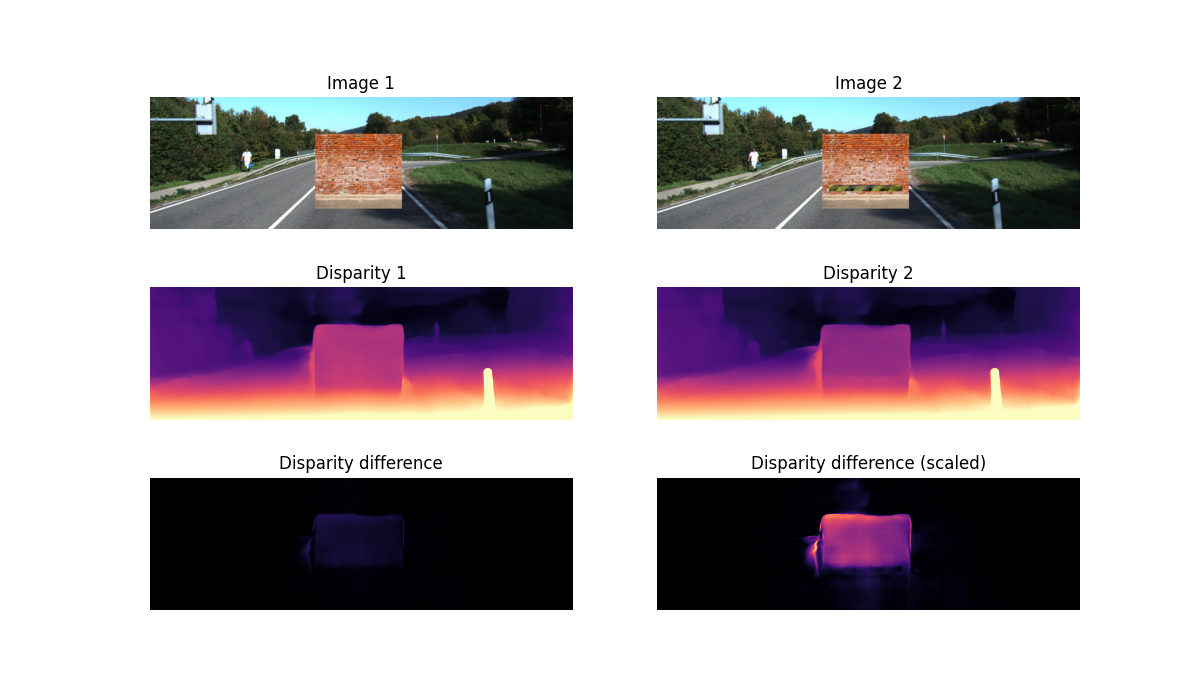 Image 1
Image 2
Disparity 1
Disparity 2
Disparity difference
Disparity difference (scaled)